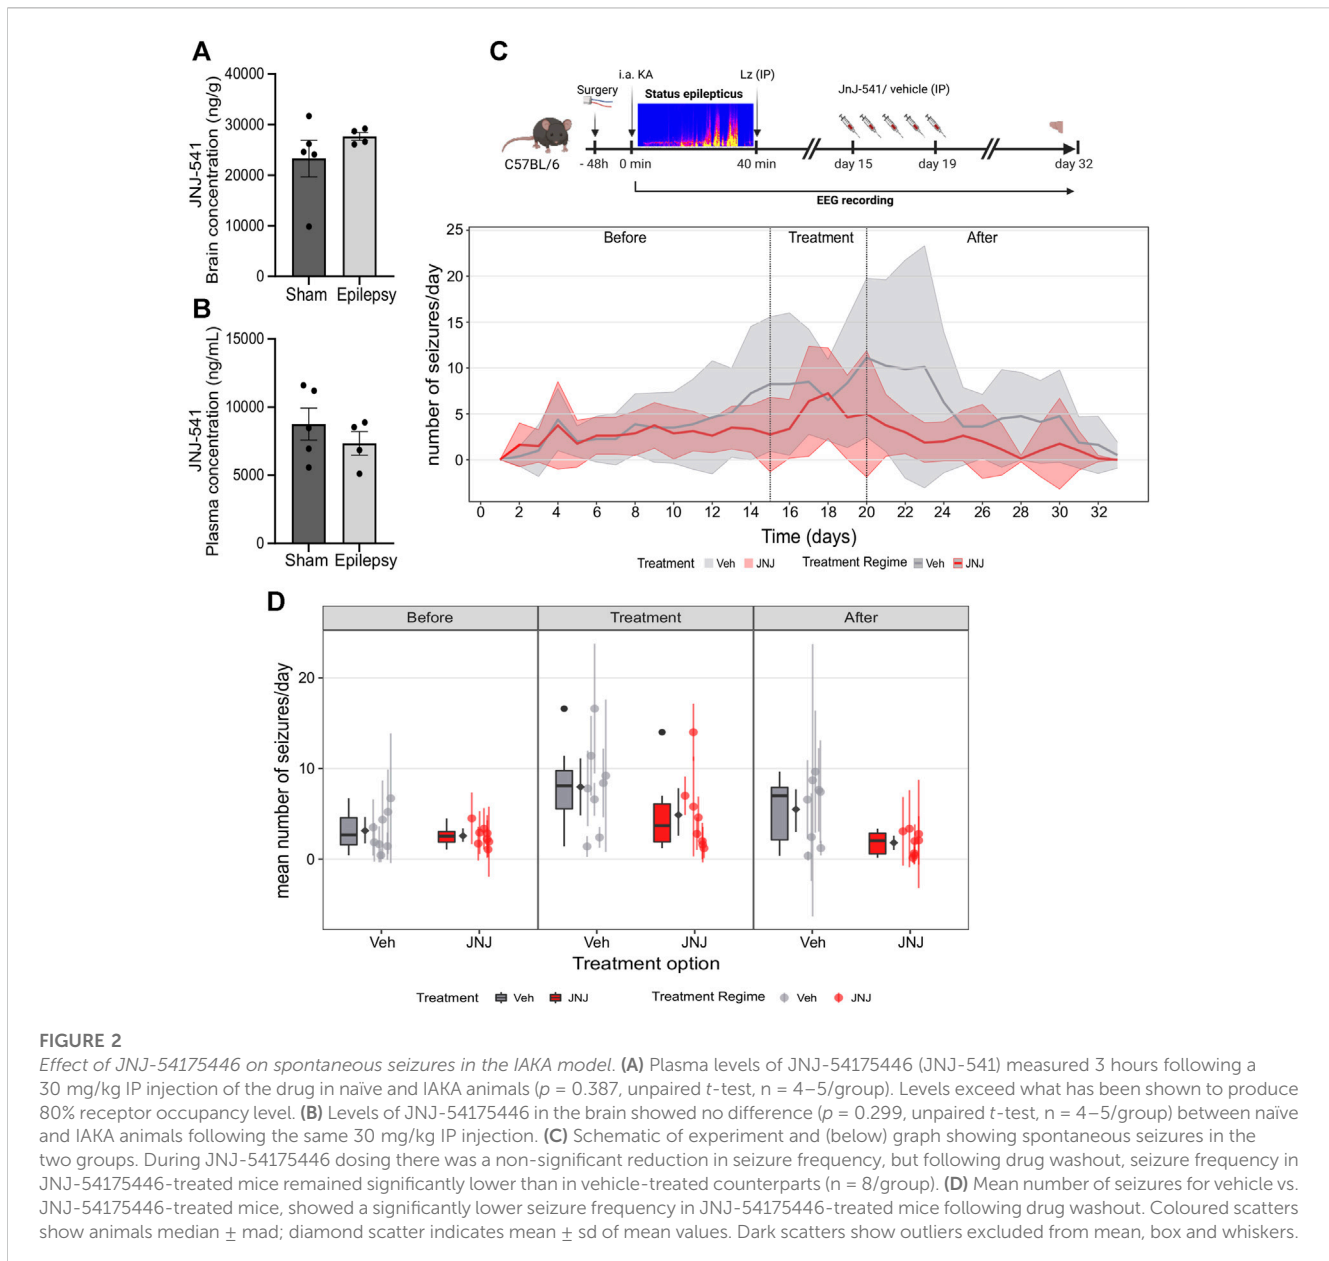 A
JNJ-541
Brain concentration (ng/g)
40000
30000
20000
10000
0
Sham
Epilepsy
B
JNJ-541
Plasma concentration (ng/mL)
15000
10000
5000
0
Sham
Epilepsy
C
i.a. KA
Lz (IP)
Surgery
Status epilepticus
JnJ-541/ vehicle (IP)
C57BL/6
- 48h
0 min
40 min
day 15
day 19
day 32
EEG recording
number of seizures/day
25
20
15
10
5
0
Before
Treatment
After
0 2 4 6 8 10 12 14 16 18 20 22 24 26 28 30 32
Time (days)
Treatment Veh JNJ Treatment Regime Veh JNJ
D
Before
Treatment
After
mean number of seizures/day
20
10
0
Veh JNJ Veh JNJ Veh JNJ
Treatment option
Treatment Veh JNJ Treatment Regime Veh JNJ
FIGURE 2
Effect of JNJ-54175446 on spontaneous seizures in the IAKA model. (A) Plasma levels of JNJ-54175446 (JNJ-541) measured 3 hours following a
30 mg/kg IP injection of the drug in naïve and IAKA animals (p = 0.387, unpaired t-test, n = 4–5/group). Levels exceed what has been shown to produce
80% receptor occupancy level. (B) Levels of JNJ-54175446 in the brain showed no difference (p = 0.299, unpaired t-test, n = 4–5/group) between naïve
and IAKA animals following the same 30 mg/kg IP injection. (C) Schematic of experiment and (below) graph showing spontaneous seizures in the
two groups. During JNJ-54175446 dosing there was a non-significant reduction in seizure frequency, but following drug washout, seizure frequency in
JNJ-54175446-treated mice remained significantly lower than in vehicle-treated counterparts (n = 8/group). (D) Mean number of seizures for vehicle vs.
JNJ-54175446-treated mice, showed a significantly lower seizure frequency in JNJ-54175446-treated mice following drug washout. Coloured scatters
show animals median ± mad; diamond scatter indicates mean ± sd of mean values. Dark scatters show outliers excluded from mean, box and whiskers.